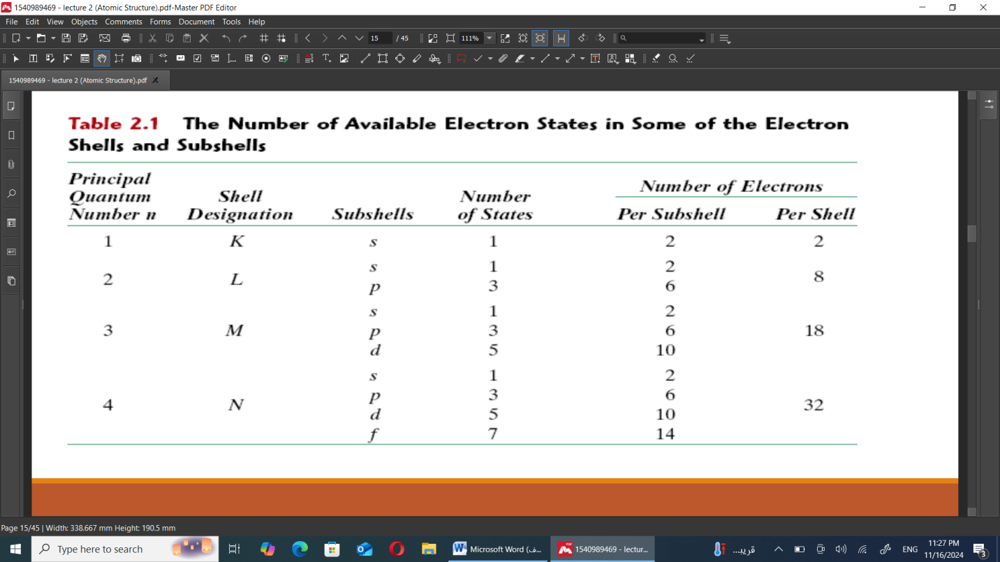 1540989469 - lecture 2 (Atomic Structure).pdf-Master PDF Editor
File Edit View Objects Comments Forms Document Tools Help
15 / 45 111%
1540989469 - lecture 2 (Atomic Structure).pdf
Table 2.1 The Number of Available Electron States in Some of the Electron
Shells and Subshells
Principal
Quantum
Number n
Shell
Designation
Subshells
Number
of States
Number of Electrons
Per Subshell Per Shell
1 K s 1 2 2
2 L 8
s 1 2
p 3 6
3 M 18
s 1 2
p 3 6
d 5 10
4 N 32
s 1 2
p 3 6
d 5 10
f 7 14
Page 15/45 | Width: 338.667 mm Height: 190.5 mm
Type here to search
Microsoft Word (ف...
1540989469 - lectur...
قريبـ...
ENG
11:27 PM
11/16/2024
3